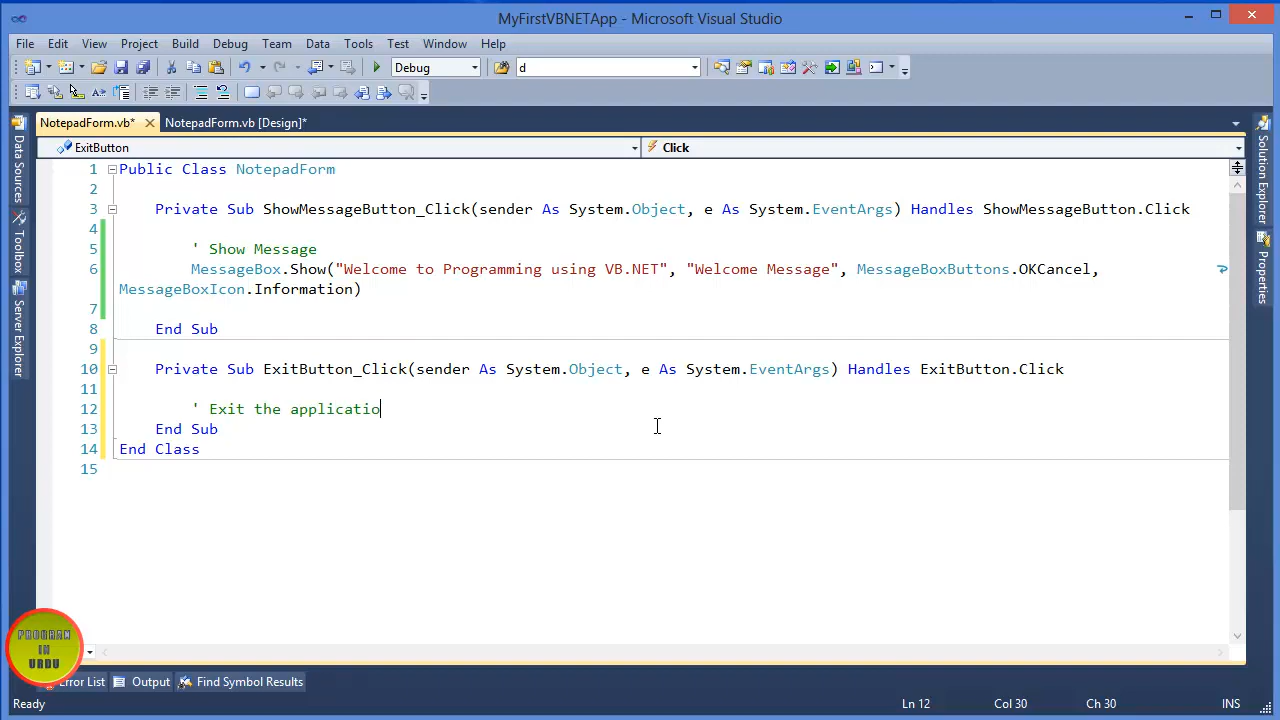 MyFirstVBNETApp - Microsoft Visual Studio
File Edit View Project Build Debug Team Data Tools Test Window Help
Debug d
NotepadForm.vb* NotepadForm.vb [Design]*
ExitButton Click
1 Public Class NotepadForm
2
3 Private Sub ShowMessageButton_Click(sender As System.Object, e As System.EventArgs) Handles ShowMessageButton.Click
4
5 ' Show Message
6 MessageBox.Show("Welcome to Programming using VB.NET", "Welcome Message", MessageBoxButtons.OKCancel,
MessageBoxIcon.Information)
7
8 End Sub
9
10 Private Sub ExitButton_Click(sender As System.Object, e As System.EventArgs) Handles ExitButton.Click
11
12 ' Exit the applicatio
13 End Sub
14 End Class
15
Data Sources
Toolbox
Server Explorer
Solution Explorer
Properties
PROGRAM
IN
URDU
Error List Output Find Symbol Results
Ready Ln 12 Col 30 Ch 30 INS